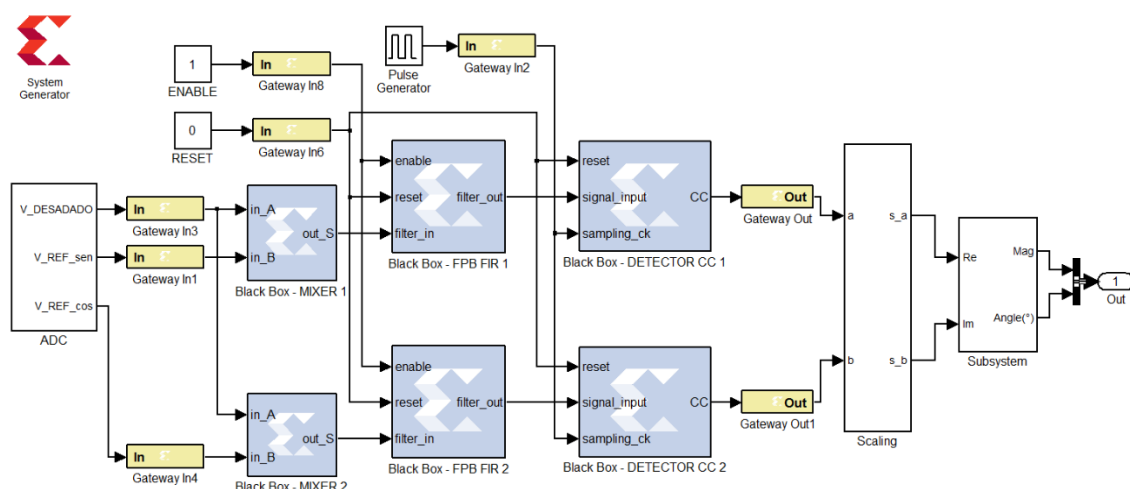 System
Generator
1
ENABLE
In
Gateway In8
Pulse
Generator
In
Gateway In2
0
RESET
In
Gateway In6
enable
reset
filter_in
filter_out
Black Box - FPB FIR 1
reset
signal_input
sampling_ck
CC
Black Box - DETECTOR CC 1
Out
Gateway Out
V_DESADADO
V_REF_sen
V_REF_cos
ADC
In
Gateway In3
In
Gateway In1
in_A
in_B
out_S
Black Box - MIXER 1
a
b
s_a
s_b
Scaling
Re
Im
Mag
Angle(°)
Subsystem
1
Out
enable
reset
filter_in
filter_out
Black Box - FPB FIR 2
reset
signal_input
sampling_ck
CC
Black Box - DETECTOR CC 2
Out
Gateway Out1
In
Gateway In4
in_A
in_B
out_S
Black Box - MIXER 2